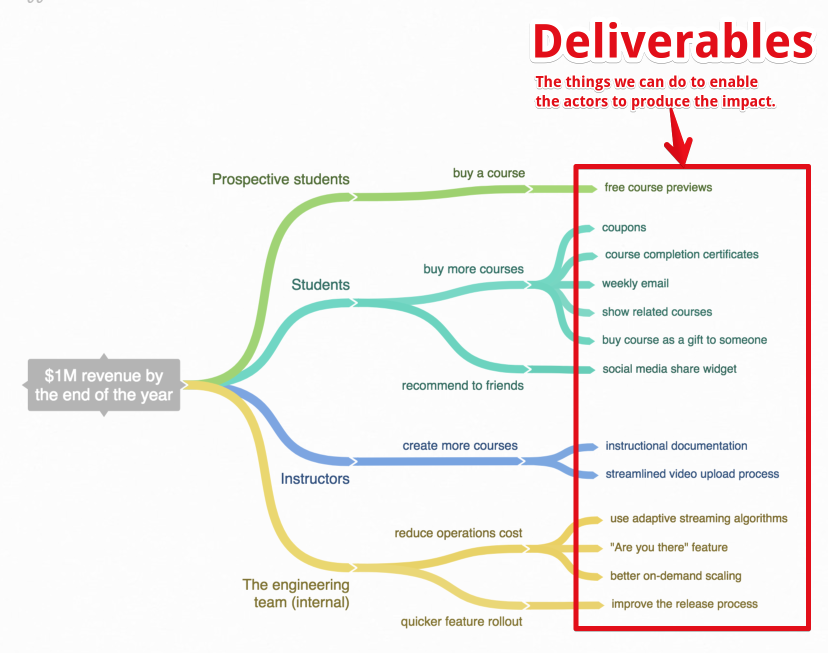 Deliverables
The things we can do to enable
the actors to produce the impact.
Prospective students
buy a course
free course previews
coupons
course completion certificates
Students
buy more courses
weekly email
show related courses
buy course as a gift to someone
recommend to friends
social media share widget
$1M revenue by
the end of the year
create more courses
instructional documentation
Instructors
streamlined video upload process
use adaptive streaming algorithms
reduce operations cost
"Are you there" feature
better on-demand scaling
The engineering
team (internal)
improve the release process
quicker feature rollout